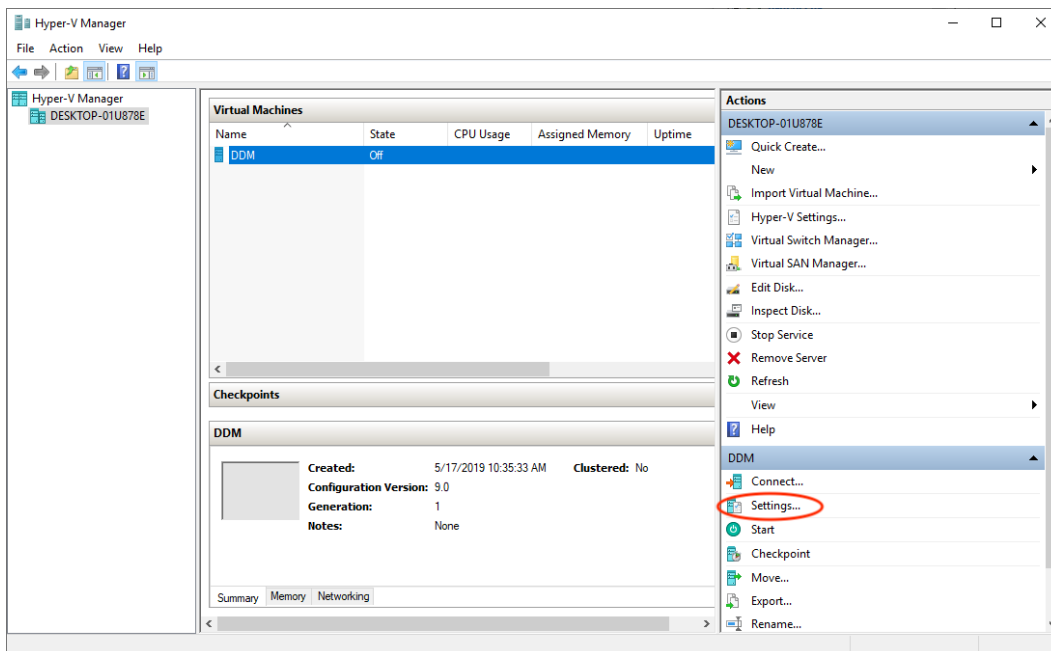 Hyper-V Manager
File Action View Help
Hyper-V Manager
DESKTOP-01U878E
Virtual Machines
Name State CPU Usage Assigned Memory Uptime
DDM Off
Checkpoints
DDM
Created: 5/17/2019 10:35:33 AM Clustered: No
Configuration Version: 9.0
Generation: 1
Notes: None
Summary Memory Networking
Actions
DESKTOP-01U878E
Quick Create...
New
Import Virtual Machine...
Hyper-V Settings...
Virtual Switch Manager...
Virtual SAN Manager...
Edit Disk...
Inspect Disk...
Stop Service
Remove Server
Refresh
View
Help
DDM
Connect...
Settings...
Start
Checkpoint
Move...
Export...
Rename...